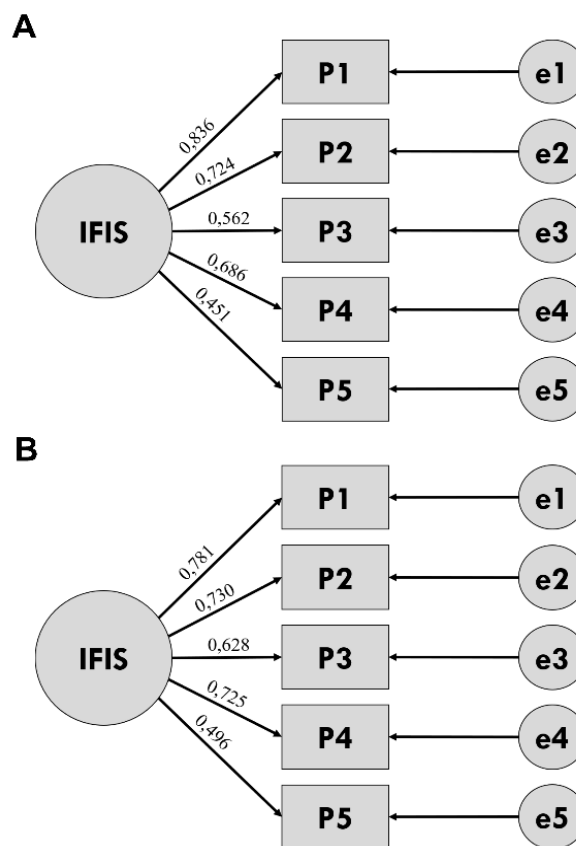 A
P1
e1
0,836
P2
e2
0,724
IFIS
0,562
P3
e3
0,686
P4
e4
0,451
P5
e5
B
P1
e1
0,781
P2
e2
0,730
IFIS
0,628
P3
e3
0,725
P4
e4
0,496
P5
e5